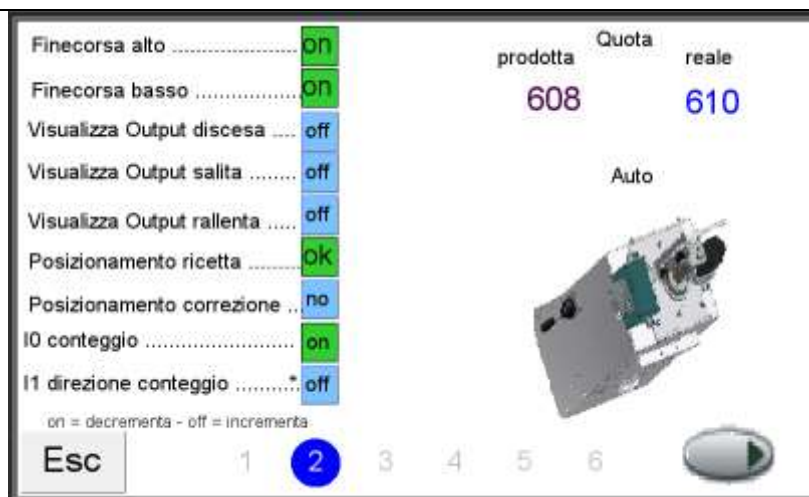 Finecorsa alto ..................... on
Finecorsa basso .................. on
Visualizza Output discesa .... off
Visualizza Output salita ........ off
Visualizza Output rallenta ..... off
Posizionamento ricetta ......... ok
Posizionamento correzione ... no
I0 conteggio .......................... on
I1 direzione conteggio .........*. off
on = decrementa - off = incrementa
Quota
prodotta reale
608 610
Auto
Esc 1 2 3 4 5 6